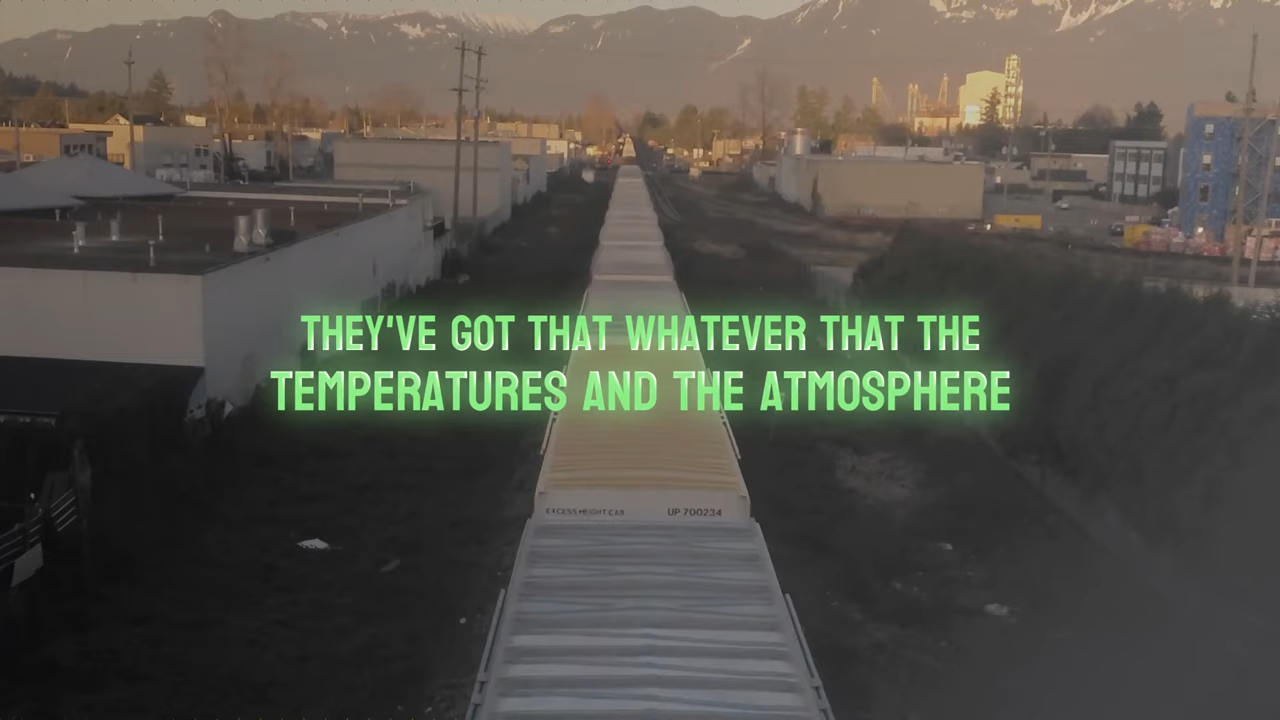 THEY'VE GOT THAT WHATEVER THAT THE
TEMPERATURES AND THE ATMOSPHERE
EXCESS HEIGHT CAR UP 700234